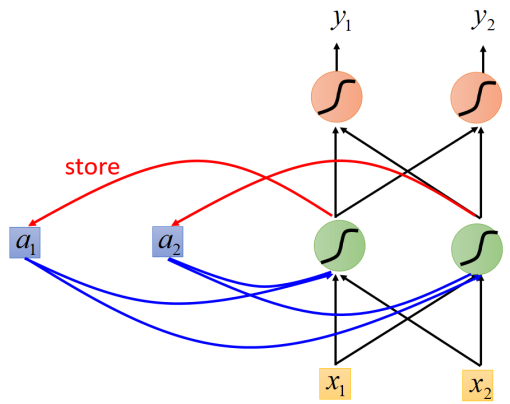 y₁ y₂
store
a₁ a₂
x₁ x₂